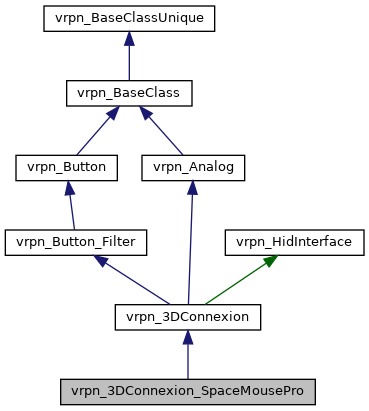 vrpn_BaseClassUnique
vrpn_BaseClass
vrpn_Button
vrpn_Analog
vrpn_Button_Filter
vrpn_HidInterface
vrpn_3DConnexion
vrpn_3DConnexion_SpaceMousePro